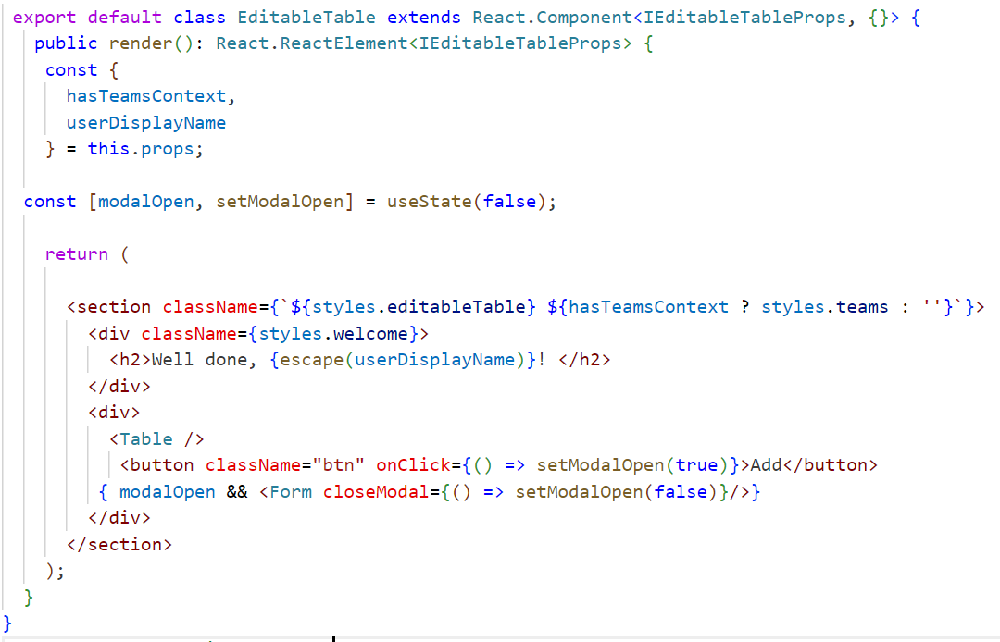 export default class EditableTable extends React.Component<IEditableTableProps, {}> {
public render(): React.ReactElement<IEditableTableProps> {
const {
hasTeamsContext,
userDisplayName
} = this.props;
const [modalOpen, setModalOpen] = useState(false);
return (
<section className={`${styles.editableTable} ${hasTeamsContext ? styles.teams : ''}`}>
<div className={styles.welcome}>
<h2>Well done, {escape(userDisplayName)}! </h2>
</div>
<div>
<Table />
<button className="btn" onClick={() => setModalOpen(true)}>Add</button>
{ modalOpen && <Form closeModal={() => setModalOpen(false)}/>}
</div>
</section>
);
}
}